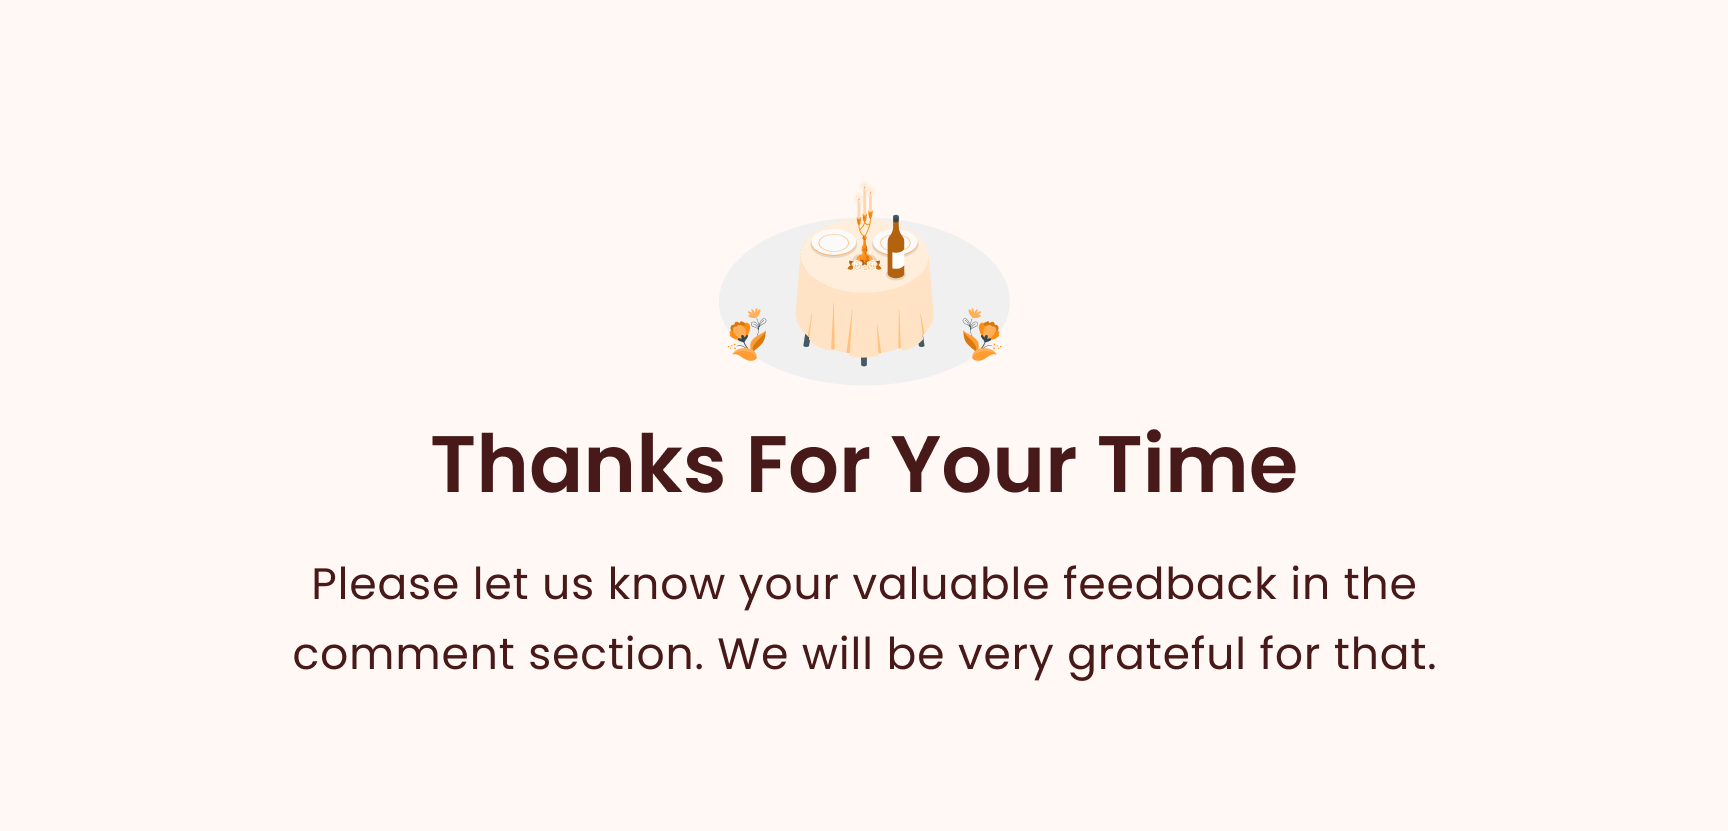 Thanks For Your Time
Please let us know your valuable feedback in the
comment section. We will be very grateful for that.